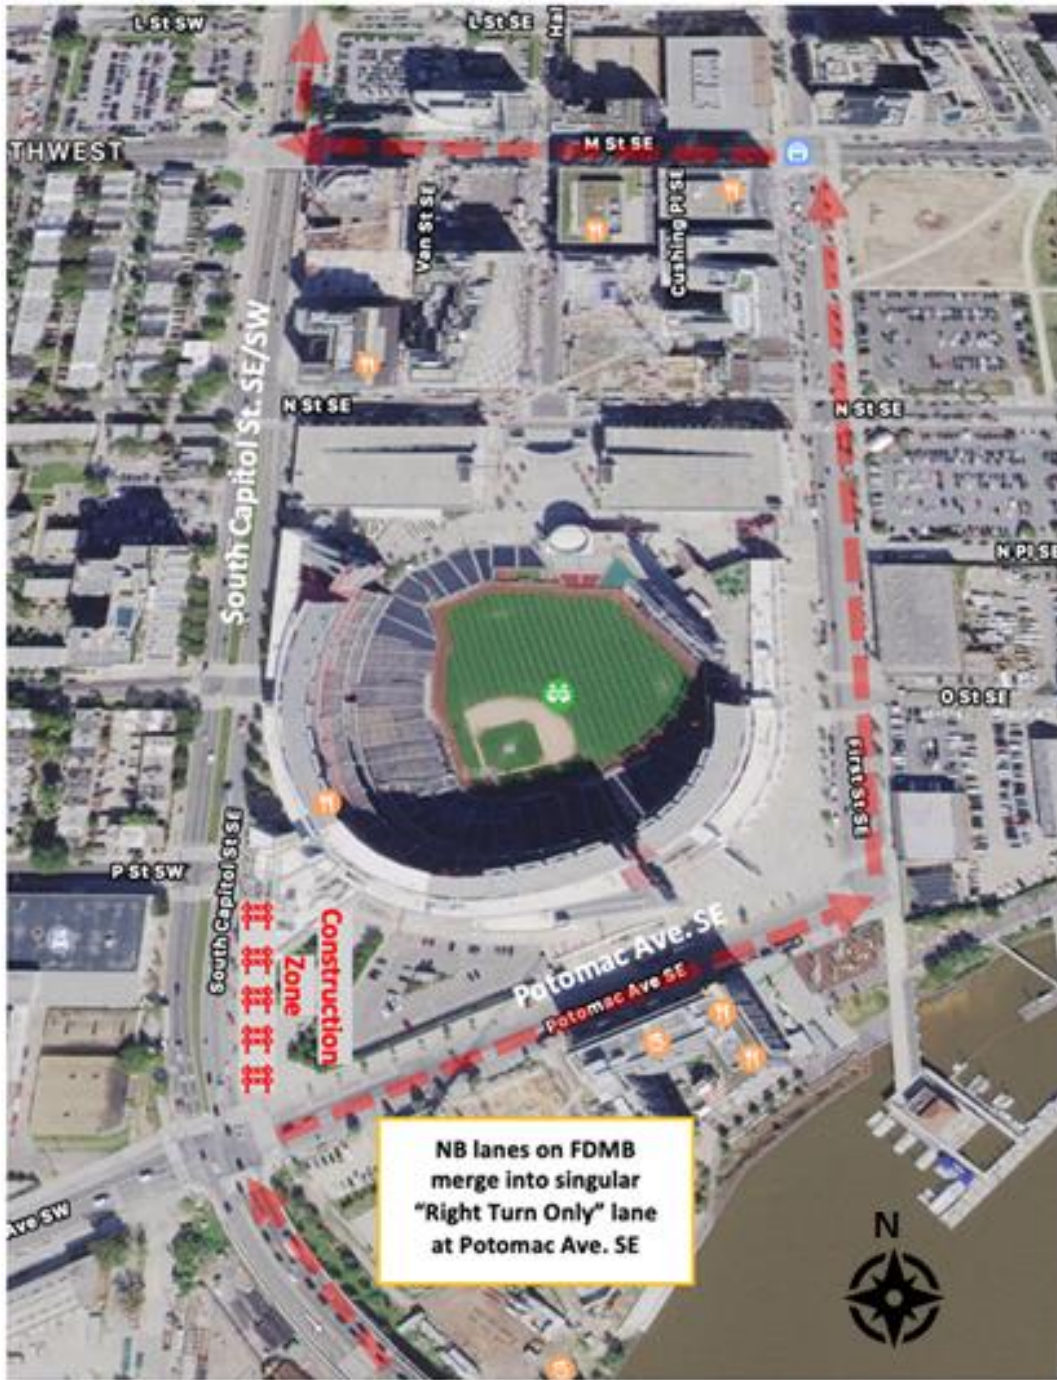 L St SW
L St SE
Hal
M St SE
THWEST
Van St SE
Cushing Pl SE
South Capitol St. SE/SW
N St SE
N St SE
N Pl SE
O St SE
First St SE
P St SW
South Capitol St SE
Construction
Zone
Potomac Ave. SE
Potomac Ave SE
NB lanes on FDMB
merge into singular
“Right Turn Only” lane
at Potomac Ave. SE
Ave SW
N